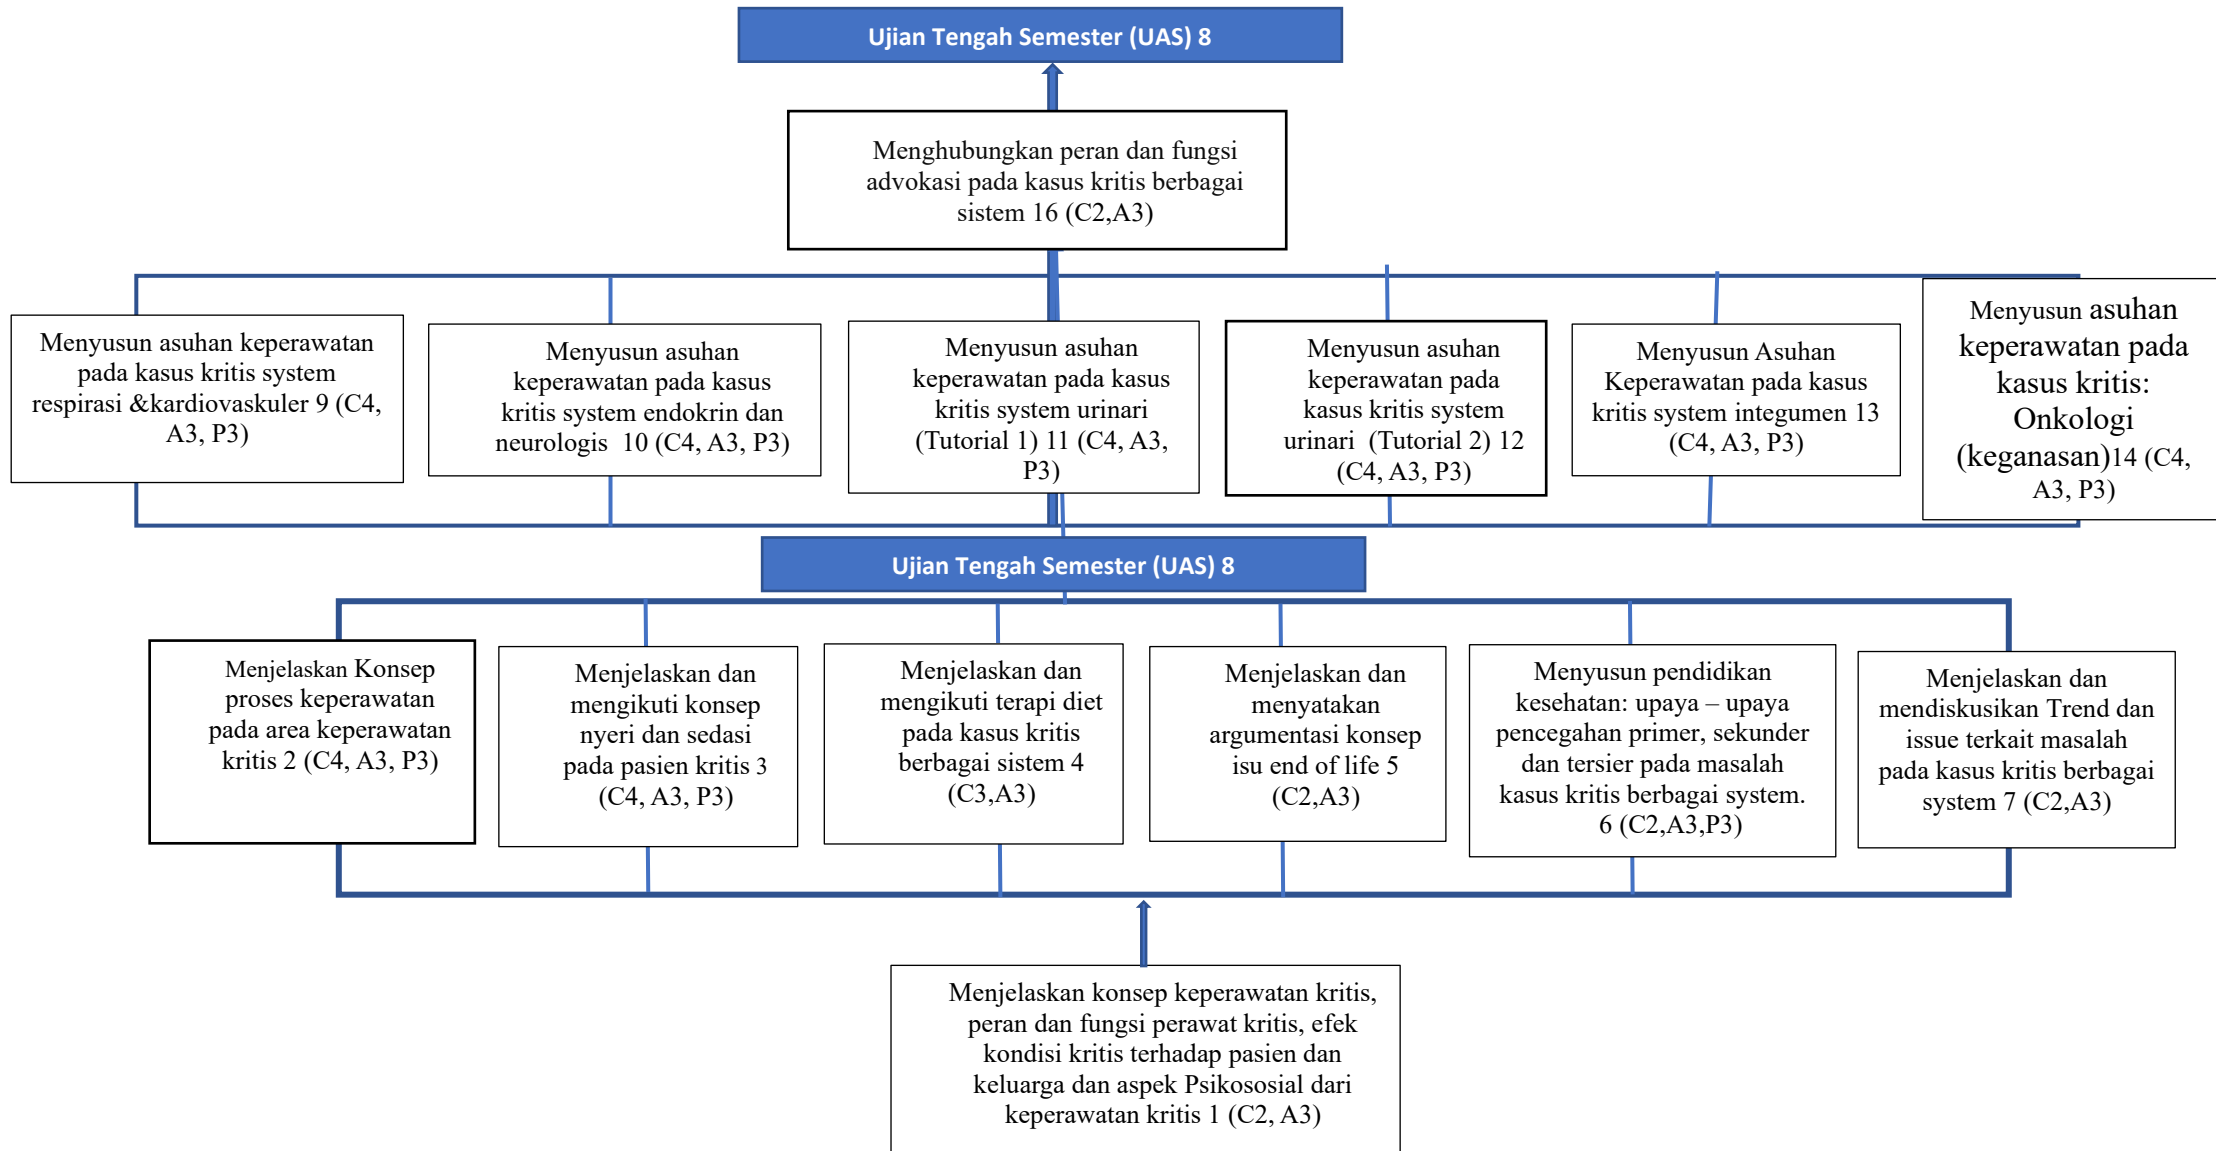 Ujian Tengah Semester (UAS) 8
Menghubungkan peran dan fungsi
advokasi pada kasus kritis berbagai
sistem 16 (C2,A3)
Menyusun asuhan keperawatan
pada kasus kritis system
respirasi &kardiovaskuler 9 (C4,
A3, P3)
Menyusun asuhan
keperawatan pada kasus
kritis system endokrin dan
neurologis  10 (C4, A3, P3)
Menyusun asuhan
keperawatan pada kasus
kritis system urinari
(Tutorial 1) 11 (C4, A3,
P3)
Menyusun asuhan
keperawatan pada
kasus kritis system
urinari  (Tutorial 2) 12
(C4, A3, P3)
Menyusun Asuhan
Keperawatan pada kasus
kritis system integumen 13
(C4, A3, P3)
Menyusun asuhan
keperawatan pada
kasus kritis:
Onkologi
(keganasan)14 (C4,
A3, P3)
Ujian Tengah Semester (UAS) 8
Menjelaskan Konsep
proses keperawatan
pada area keperawatan
kritis 2 (C4, A3, P3)
Menjelaskan dan
mengikuti konsep
nyeri dan sedasi
pada pasien kritis 3
(C4, A3, P3)
Menjelaskan dan
mengikuti terapi diet
pada kasus kritis
berbagai sistem 4
(C3,A3)
Menjelaskan dan
menyatakan
argumentasi konsep
isu end of life 5
(C2,A3)
Menyusun pendidikan
kesehatan: upaya – upaya
pencegahan primer, sekunder
dan tersier pada masalah
kasus kritis berbagai system.
6 (C2,A3,P3)
Menjelaskan dan
mendiskusikan Trend dan
issue terkait masalah
pada kasus kritis berbagai
system 7 (C2,A3)
Menjelaskan konsep keperawatan kritis,
peran dan fungsi perawat kritis, efek
kondisi kritis terhadap pasien dan
keluarga dan aspek Psikososial dari
keperawatan kritis 1 (C2, A3)